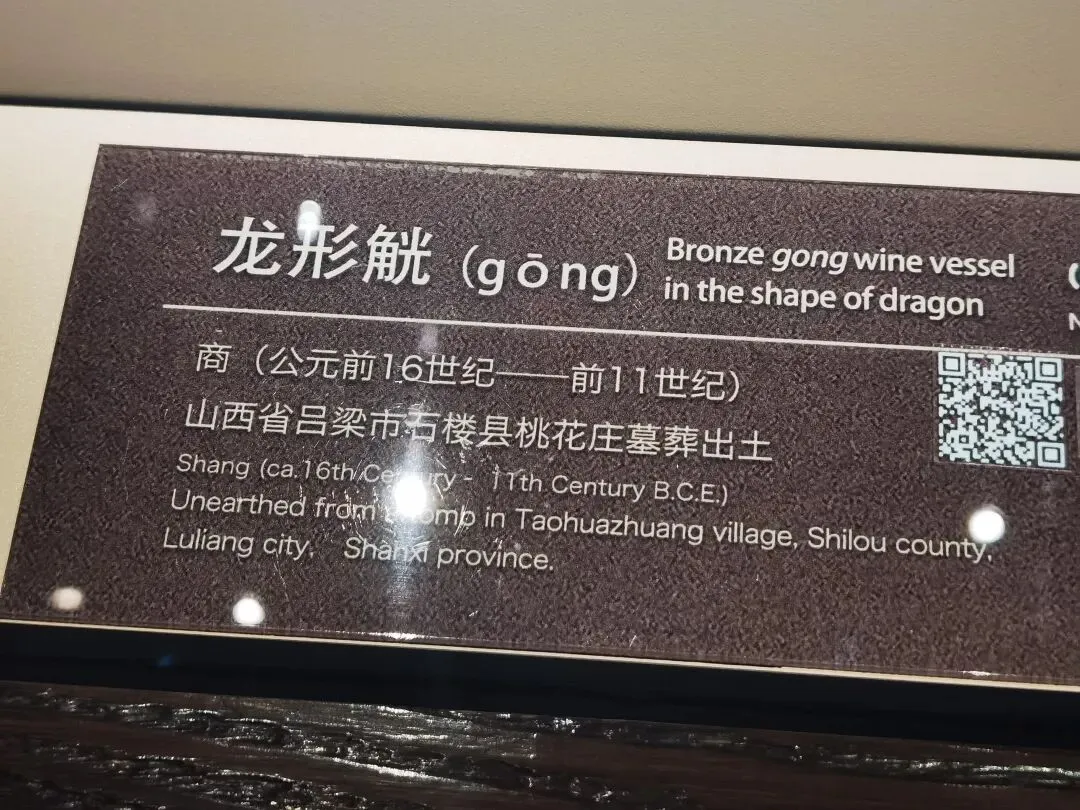 龙形觥（gōng）
Bronze gong wine vessel
in the shape of dragon
商（公元前16世纪——前11世纪）
山西省吕梁市石楼县桃花庄墓葬出土
Shang (ca.16th Century - 11th Century B.C.E.)
Unearthed from a tomb in Taohuazhuang village, Shilou county,
Luliang city, Shanxi province.